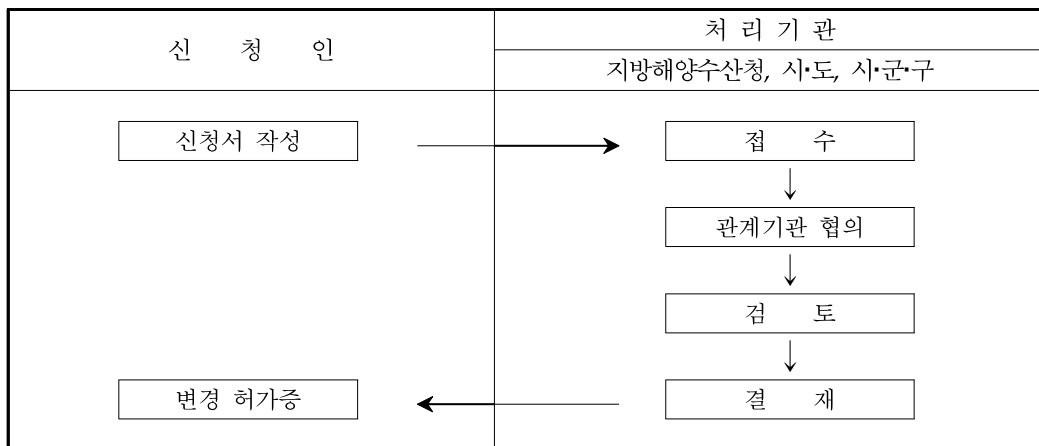 신 청 인
처 리 기 관
지방해양수산청, 시·도, 시·군·구
신청서 작성
접 수
관계기관 협의
검 토
변경 허가증
결 재